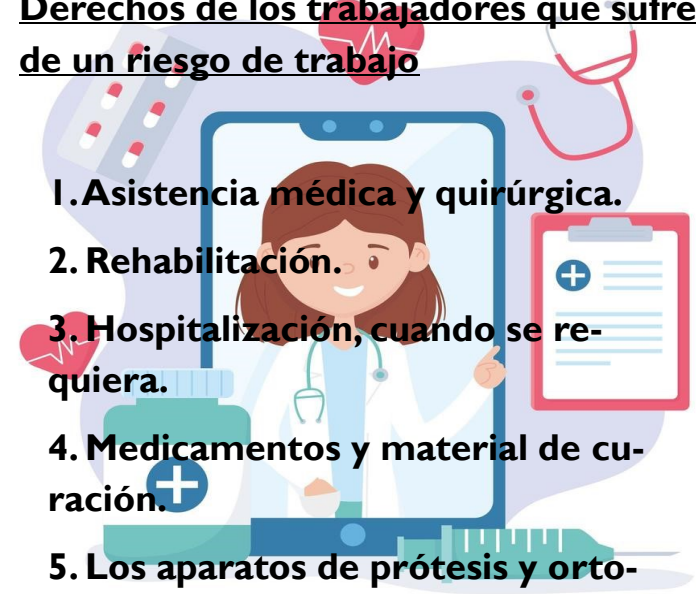 Derechos de los trabajadores que sufre
de un riesgo de trabajo
1. Asistencia médica y quirúrgica.
2. Rehabilitación.
3. Hospitalización, cuando se re-
quiera.
4. Medicamentos y material de cu-
ración.
5. Los aparatos de prótesis y orto-